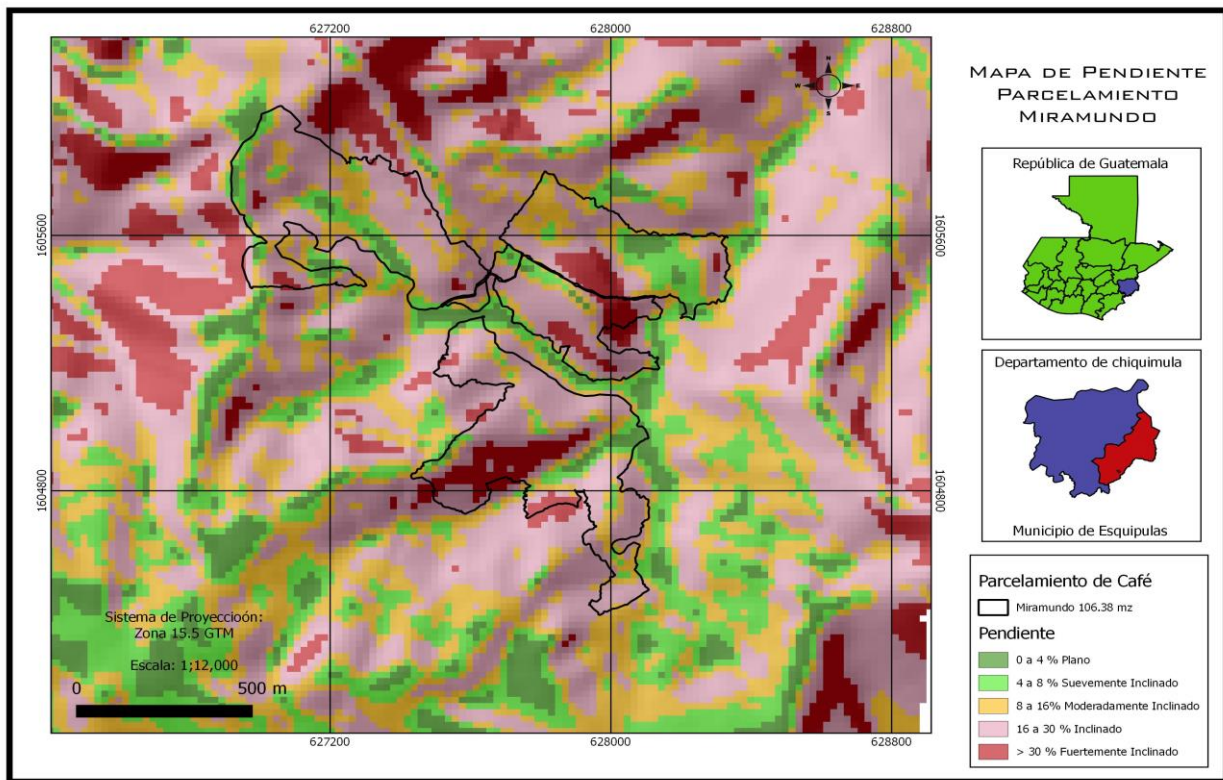 627200
628000
628800
1605600
1605600
1604800
1604800
N
W
E
S
Sistema de Proyeccioón:
Zona 15.5 GTM
Escala: 1;12,000
0
500 m
627200
628000
628800
MAPA DE PENDIENTE
PARCELAMIENTO
MIRAMUNDO
República de Guatemala
Departamento de chiquimula
Municipio de Esquipulas
Parcelamiento de Café
Miramundo 106.38 mz
Pendiente
0 a 4 % Plano
4 a 8 % Suevemente Inclinado
8 a 16% Moderadamente Inclinado
16 a 30 % Inclinado
> 30 % Fuertemente Inclinado